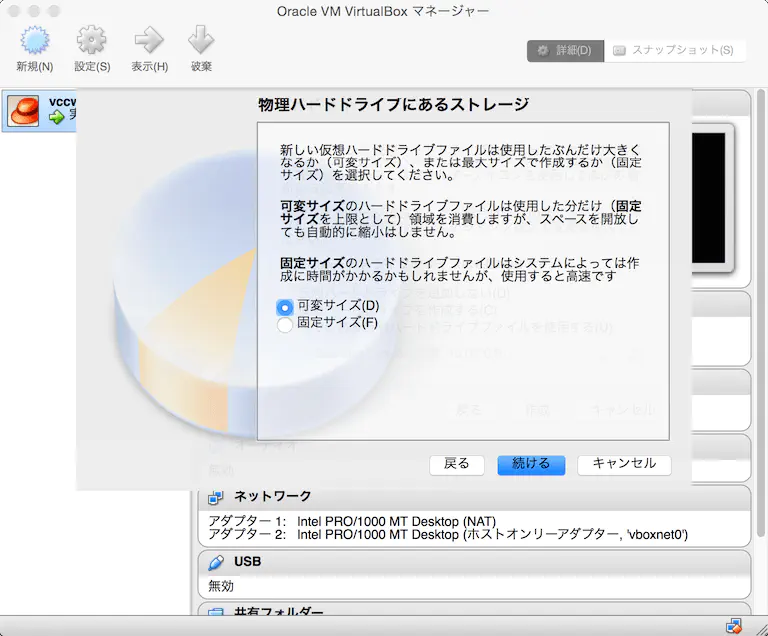 Oracle VM VirtualBox マネージャー
新規(N)
設定(S)
表示(H)
破棄
詳細(D)
スナップショット(S)
vccw
物理ハードドライブにあるストレージ
新しい仮想ハードドライブファイルは使用したぶんだけ大きく
なるか（可変サイズ）、または最大サイズで作成するか（固定
サイズ）を選択してください。
可変サイズのハードドライブファイルは使用した分だけ（固定
サイズを上限として）領域を消費しますが、スペースを開放し
ても自動的に縮小はしません。
固定サイズのハードドライブファイルはシステムによっては作
成に時間がかかるかもしれませんが、使用すると高速です
可変サイズ(D)
固定サイズ(F)
戻る
続ける
キャンセル
オーディオ
無効
ネットワーク
アダプター 1: Intel PRO/1000 MT Desktop (NAT)
アダプター 2: Intel PRO/1000 MT Desktop (ホストオンリーアダプター, 'vboxnet0')
USB
無効
共有フォルダー